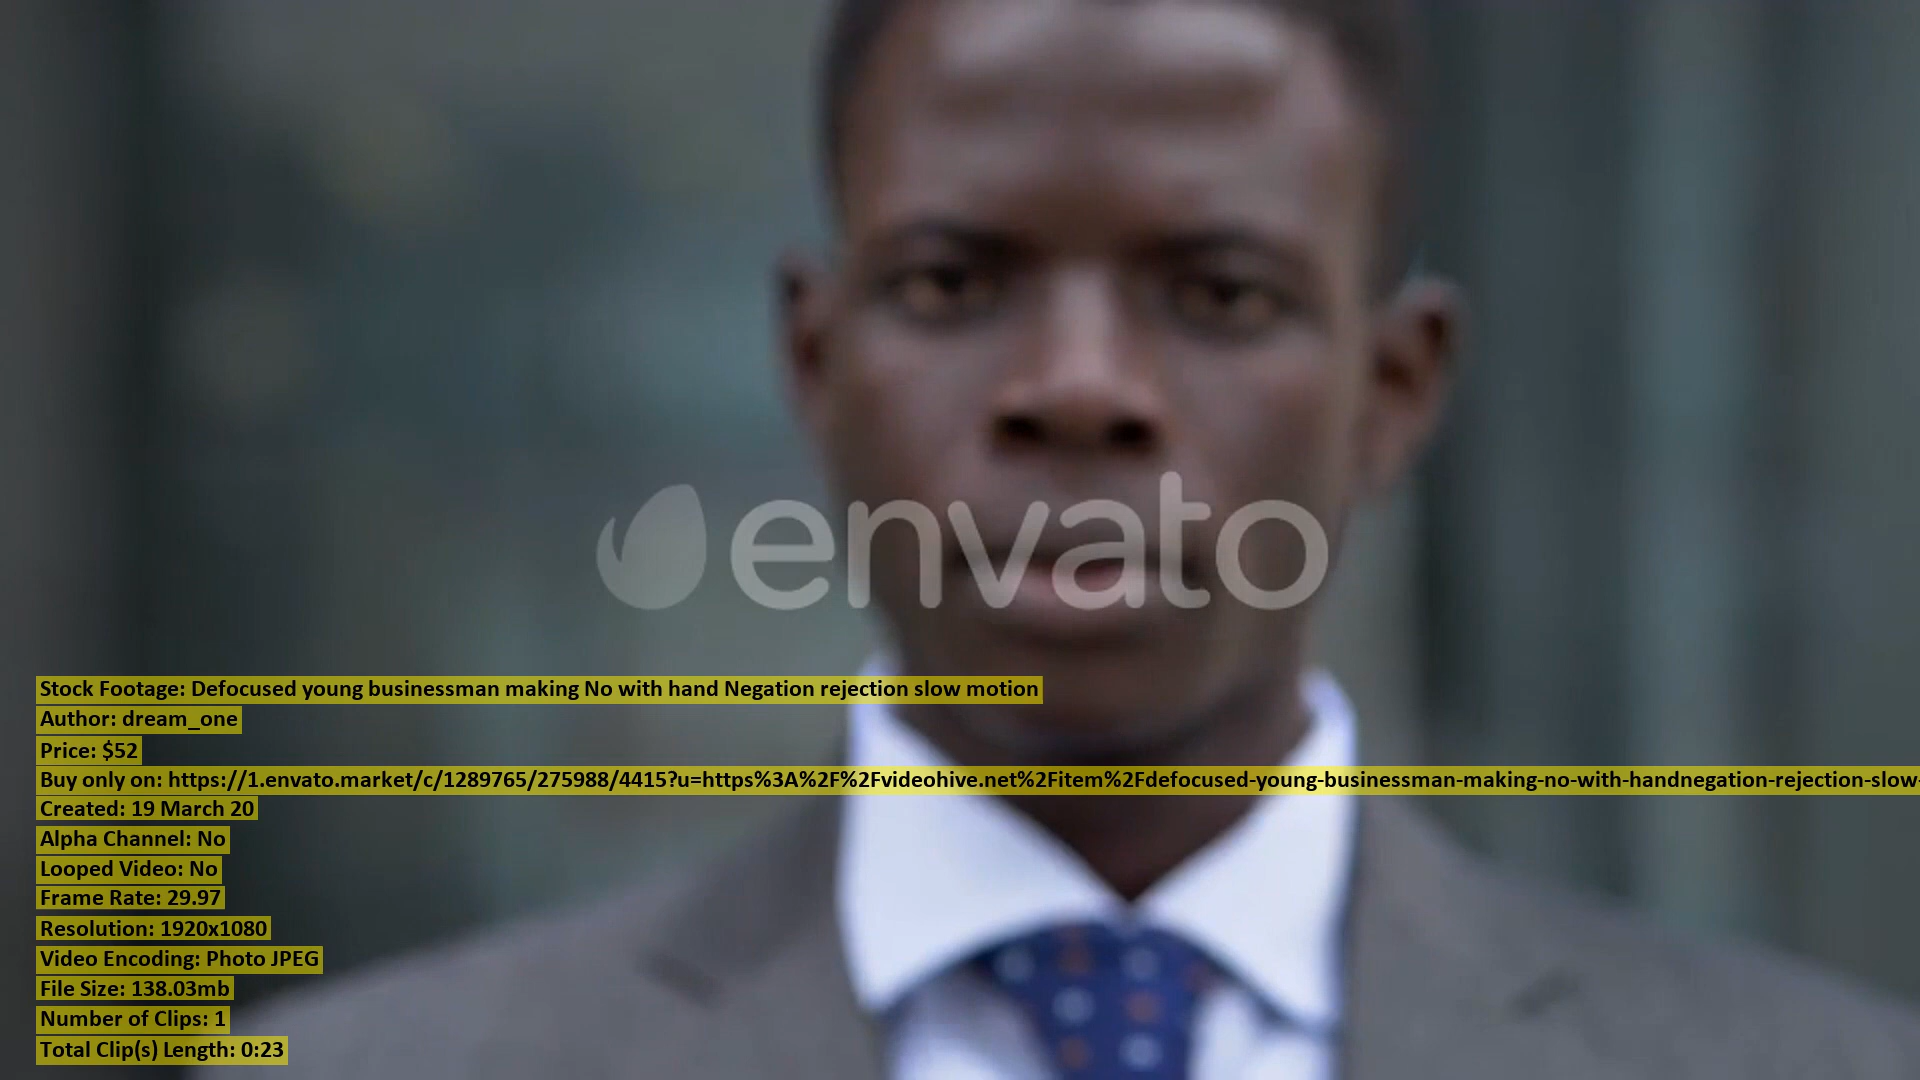 envato
Stock Footage: Defocused young businessman making No with hand Negation rejection slow motion
Author: dream_one
Price: $52
Buy only on: https://1.envato.market/c/1289765/275988/4415?u=https%3A%2F%2Fvideohive.net%2Fitem%2Fdefocused-young-businessman-making-no-with-handnegation-rejection-slow-
Created: 19 March 20
Alpha Channel: No
Looped Video: No
Frame Rate: 29.97
Resolution: 1920x1080
Video Encoding: Photo JPEG
File Size: 138.03mb
Number of Clips: 1
Total Clip(s) Length: 0:23